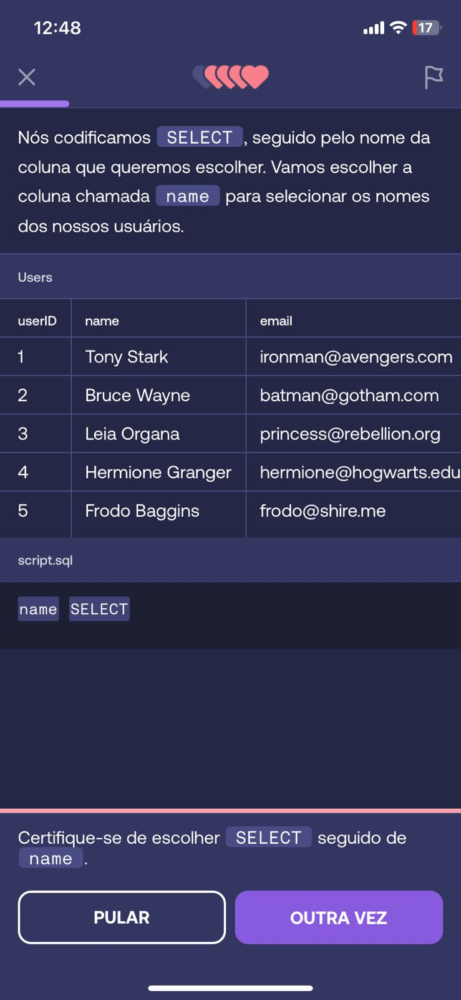 12:48
17
Nós codificamos SELECT, seguido pelo nome da
coluna que queremos escolher. Vamos escolher a
coluna chamada name para selecionar os nomes
dos nossos usuários.
Users
userID name email
1 Tony Stark ironman@avengers.com
2 Bruce Wayne batman@gotham.com
3 Leia Organa princess@rebellion.org
4 Hermione Granger hermione@hogwarts.edu
5 Frodo Baggins frodo@shire.me
script.sql
name SELECT
Certifique-se de escolher SELECT seguido de
name.
PULAR OUTRA VEZ